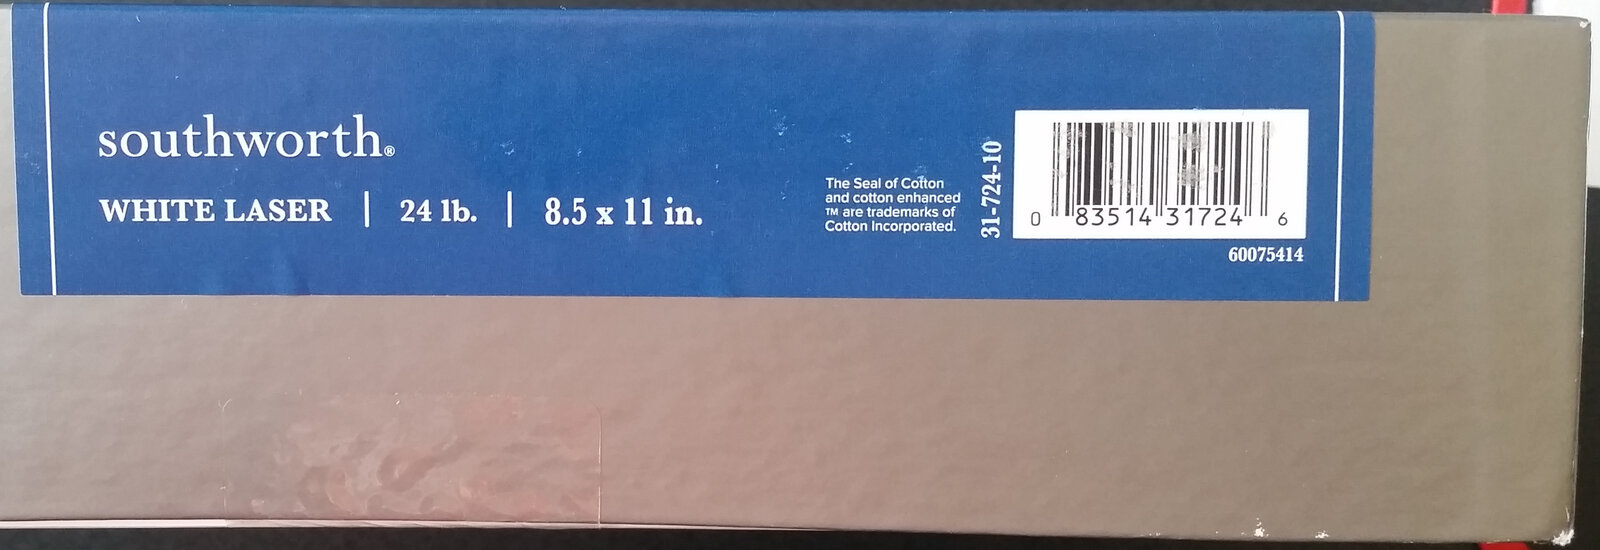 southworth®
WHITE LASER | 24 lb. | 8.5 x 11 in.
The Seal of Cotton
and cotton enhanced
™ are trademarks of
Cotton Incorporated.
31-724-10
0 83514 31724 6
60075414